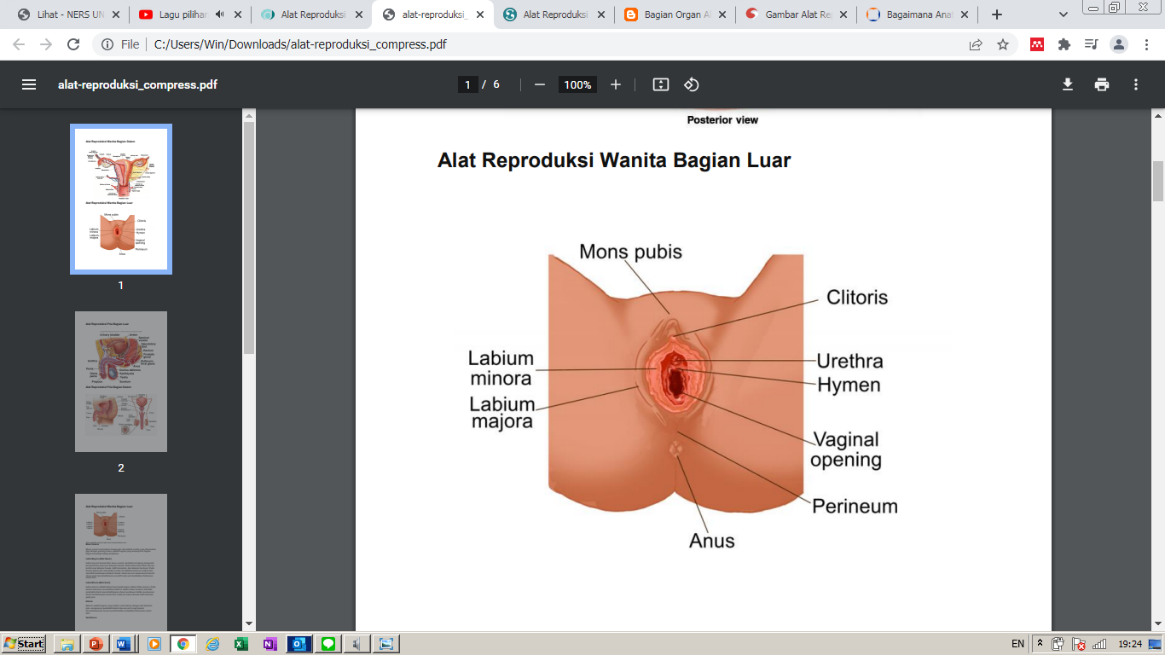 Lihat - NERS UN
Lagu pilihan
Alat Reproduksi
alat-reproduksi_
Alat Reproduksi
Bagian Organ Al
Gambar Alat Re
Bagaimana Ana
File
C:/Users/Win/Downloads/alat-reproduksi_compress.pdf
alat-reproduksi_compress.pdf
1 / 6
100%
Posterior view
Alat Reproduksi Wanita Bagian Luar
Mons pubis
Clitoris
Labium
minora
Urethra
Hymen
Labium
majora
Vaginal
opening
Perineum
Anus
1
2
Start
EN
19:24